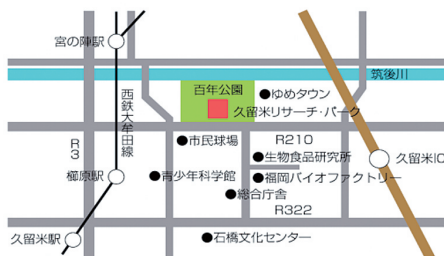 宮の陣駅
筑後川
百年公園
ゆめタウン
久留米リサーチ・パーク
西鉄大牟田線
R3
市民球場
R210
生物食品研究所
久留米IC
櫛原駅
青少年科学館
福岡バイオファクトリー
総合庁舎
R322
久留米駅
石橋文化センター